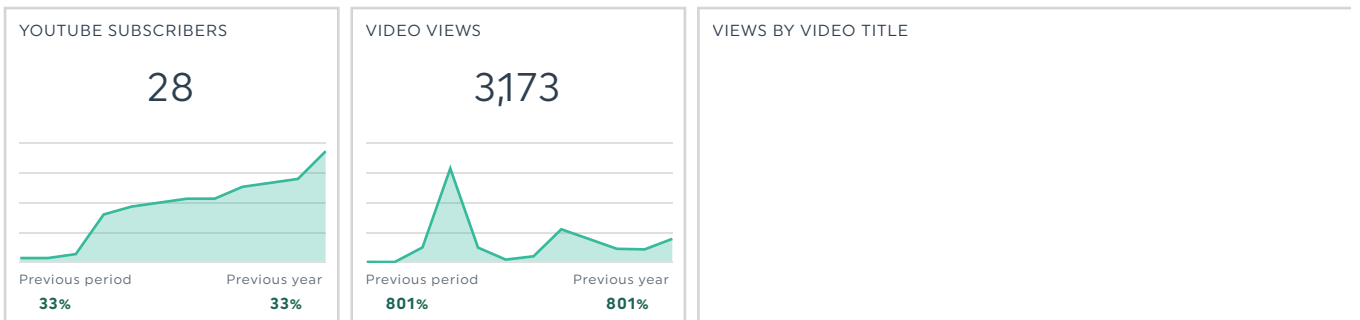 YOUTUBE SUBSCRIBERS
28
Previous period Previous year
33% 33%
VIDEO VIEWS
3,173
Previous period Previous year
801% 801%
VIEWS BY VIDEO TITLE